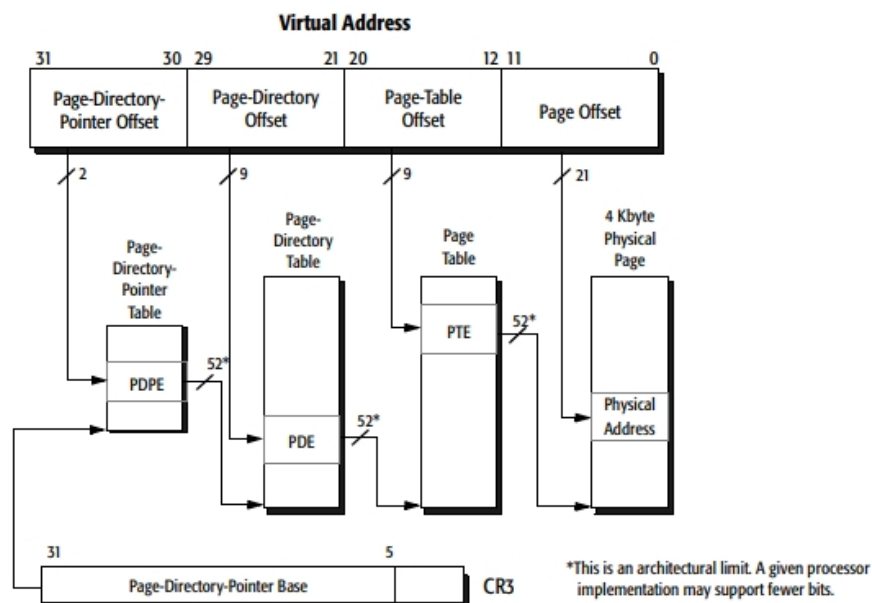 Virtual Address
31 30 29 21 20 12 11 0
Page-Directory-
Pointer Offset
Page-Directory
Offset
Page-Table
Offset
Page Offset
2
9
9
21
Page-
Directory-
Pointer
Table
Page-
Directory
Table
Page
Table
4 Kbyte
Physical
Page
PDPE
52*
PDE
52*
PTE
52*
Physical
Address
31 5
Page-Directory-Pointer Base
CR3
*This is an architectural limit. A given processor
implementation may support fewer bits.